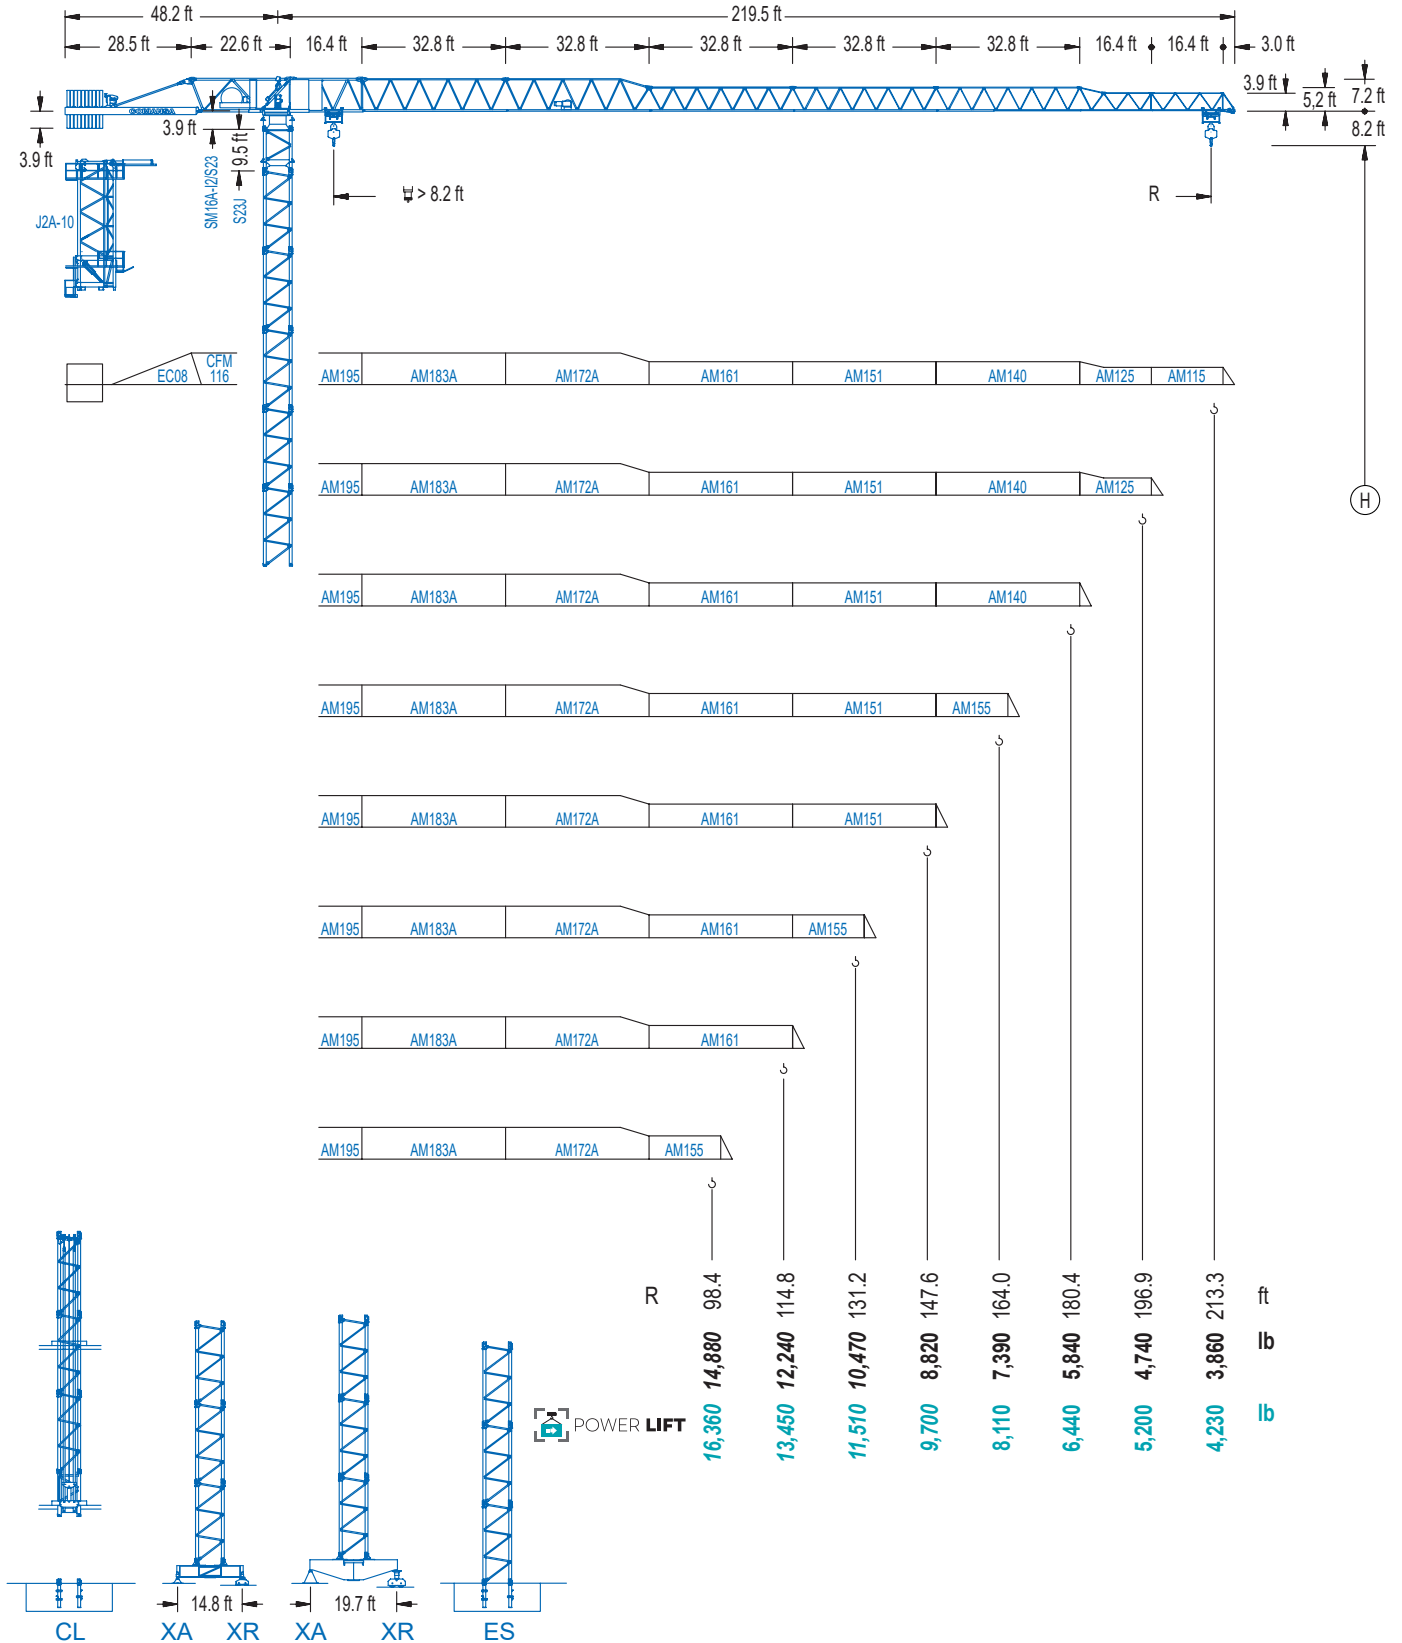 48.2 ft 219.5 ft
28.5 ft 22.6 ft 16.4 ft 32.8 ft 32.8 ft 32.8 ft 32.8 ft 32.8 ft 16.4 ft 16.4 ft 3.0 ft
COMANSA
3.9 ft 5,2 ft 7.2 ft
8.2 ft
3.9 ft
3.9 ft
9.5 ft
SM16A-I2/S23
S23J
J2A-10
> 8.2 ft
R
H
EC08
CFM
116
AM195 AM183A AM172A AM161 AM151 AM140 AM125 AM115
AM195 AM183A AM172A AM161 AM151 AM140 AM125
AM195 AM183A AM172A AM161 AM151 AM140
AM195 AM183A AM172A AM161 AM151 AM155
AM195 AM183A AM172A AM161 AM151
AM195 AM183A AM172A AM161 AM155
AM195 AM183A AM172A AM161
AM195 AM183A AM172A AM155
R 98.4 114.8 131.2 147.6 164.0 180.4 196.9 213.3 ft
14,880 12,240 10,470 8,820 7,390 5,840 4,740 3,860 lb
POWER LIFT 16,360 13,450 11,510 9,700 8,110 6,440 5,200 4,230 lb
14.8 ft 19.7 ft
CL XA XR XA XR ES